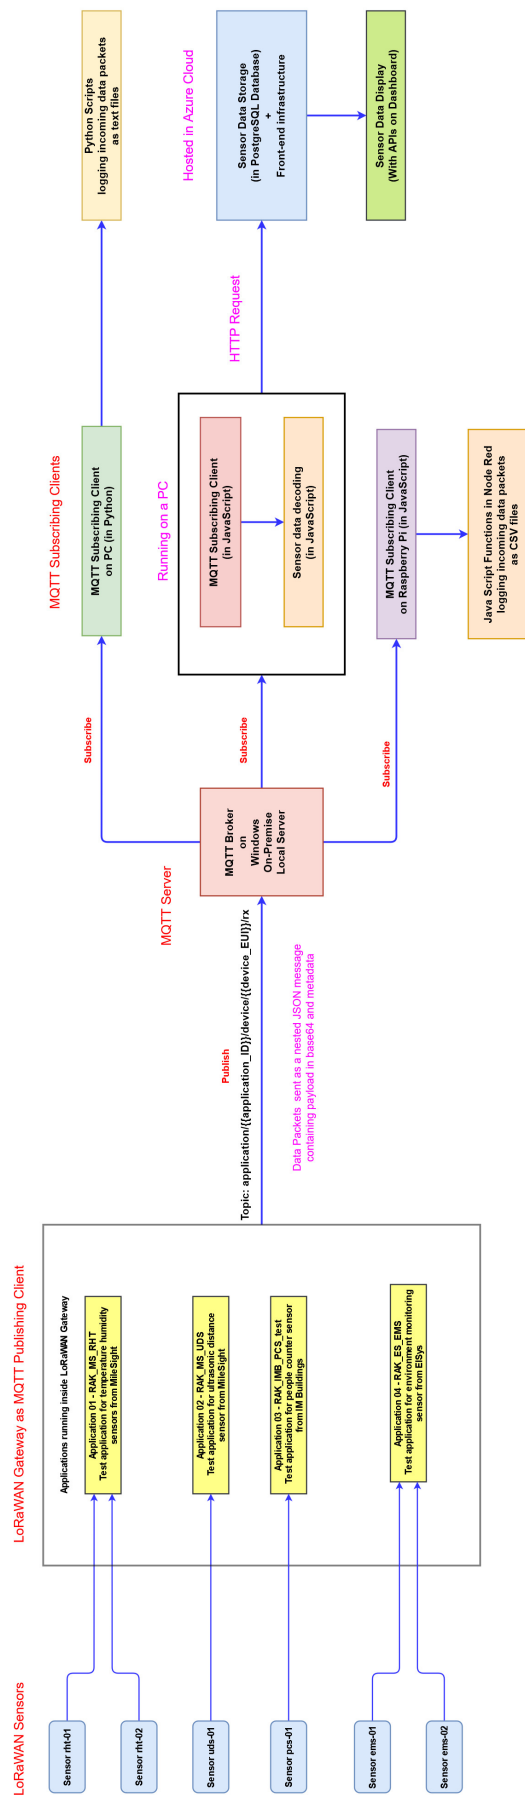 LoRaWAN Sensors
Sensor rht-01
Sensor rht-02
Sensor uds-01
Sensor pcs-01
Sensor ems-01
Sensor ems-02
LoRaWAN Gateway as MQTT Publishing Client
Applications running inside LoRaWAN Gateway
Application 01 - RAK_MS_RHT
Test application for temperature humidity
sensors from MileSight
Application 02 - RAK_MS_UDS
Test application for ultrasonic distance
sensor from MileSight
Application 03 - RAK_IMB_PCS_test
Test application for people counter sensor
from IM Buildings
Application 04 - RAK_ES_EMS
Test application for environment monitoring
sensor from ElSys
Publish
Topic: application/{{application_ID}}/device/{{device_EUI}}/rx
Data Packets  sent as a nested JSON message
containing payload in base64 and metadata
MQTT Server
MQTT Broker
on
Windows
On-Premise
Local Server
Subscribe
Subscribe
Subscribe
MQTT Subscribing Clients
MQTT Subscribing Client
on PC (in Python)
Running on a PC
MQTT Subscribing Client
(in JavaScript)
Sensor data decoding
(in JavaScript)
MQTT Subscribing Client
on Raspberry Pi (in JavaScript)
Java Script Functions in Node Red
logging incoming data packets
as CSV files
HTTP Request
Python Scripts
logging incoming data packets
as text files
Hosted in Azure Cloud
Sensor Data Storage
(in PostgreSQL Database)
+
Front-end infrastructure
Sensor Data Display
(With APIs on Dashboard)